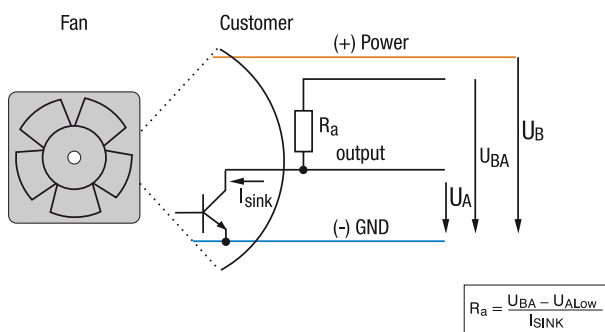 Fan
Customer
(+) Power
Ra
output
Isink
(-) GND
UA
UBA
UB
Ra = UBA – UALow
ISINK